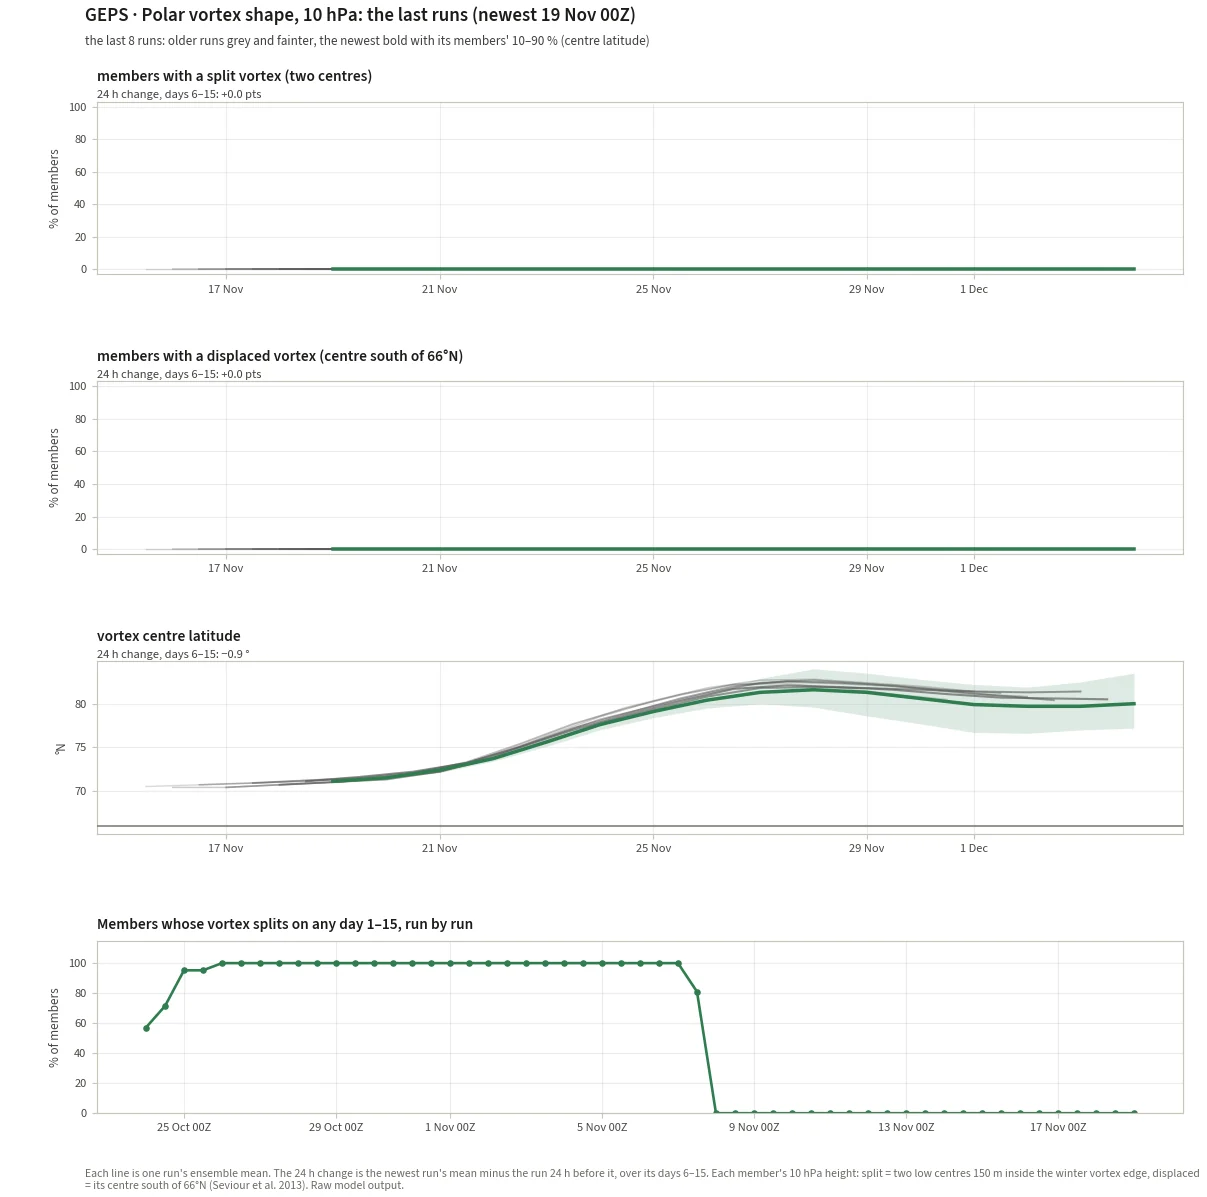 GEPS · Polar vortex shape, 10 hPa: the last runs (newest 19 Nov 00Z)
the last 8 runs: older runs grey and fainter, the newest bold with its members' 10–90 % (centre latitude)
members with a split vortex (two centres)
24 h change, days 6–15: +0.0 pts
100
80
60
40
20
0
% of members
17 Nov
21 Nov
25 Nov
29 Nov
1 Dec
members with a displaced vortex (centre south of 66°N)
24 h change, days 6–15: +0.0 pts
100
80
60
40
20
0
% of members
17 Nov
21 Nov
25 Nov
29 Nov
1 Dec
vortex centre latitude
24 h change, days 6–15: −0.9 °
80
75
70
°N
17 Nov
21 Nov
25 Nov
29 Nov
1 Dec
Members whose vortex splits on any day 1–15, run by run
100
80
60
40
20
0
% of members
25 Oct 00Z
29 Oct 00Z
1 Nov 00Z
5 Nov 00Z
9 Nov 00Z
13 Nov 00Z
17 Nov 00Z
Each line is one run's ensemble mean. The 24 h change is the newest run's mean minus the run 24 h before it, over its days 6–15. Each member's 10 hPa height: split = two low centres 150 m inside the winter vortex edge, displaced
= its centre south of 66°N (Seviour et al. 2013). Raw model output.